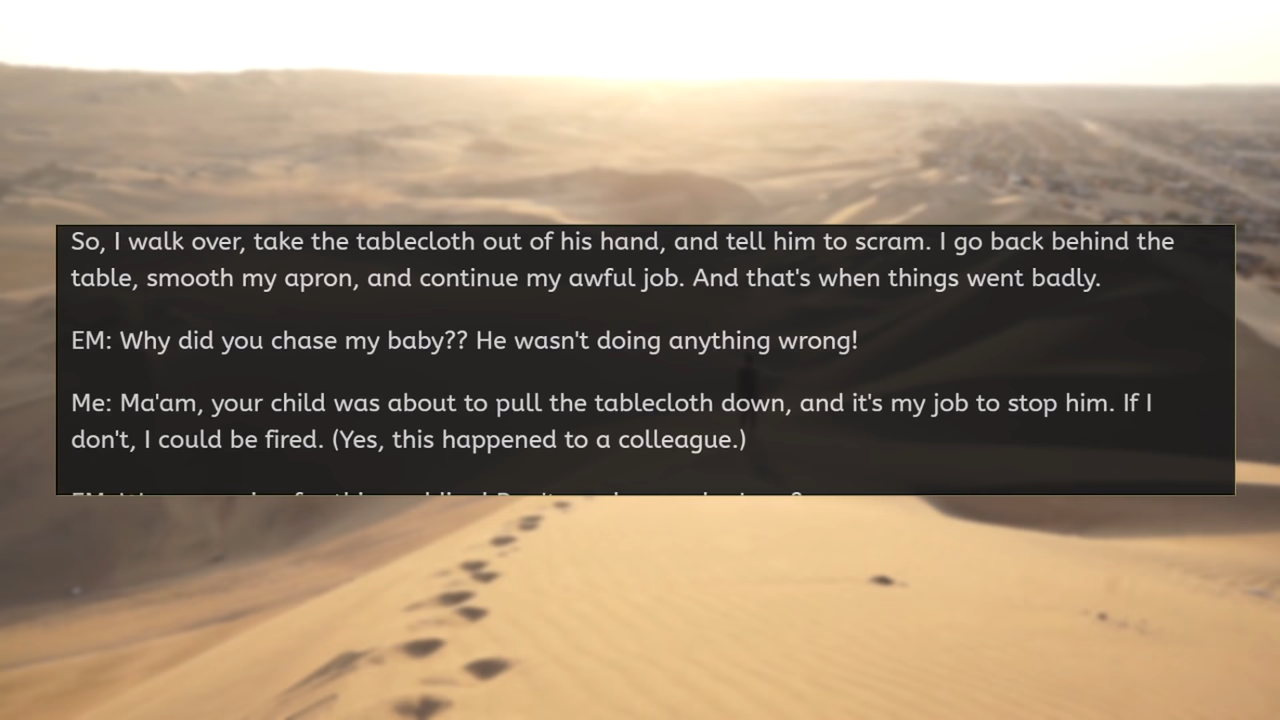 So, I walk over, take the tablecloth out of his hand, and tell him to scram. I go back behind the
table, smooth my apron, and continue my awful job. And that's when things went badly.
EM: Why did you chase my baby?? He wasn't doing anything wrong!
Me: Ma'am, your child was about to pull the tablecloth down, and it's my job to stop him. If I
don't, I could be fired. (Yes, this happened to a colleague.)